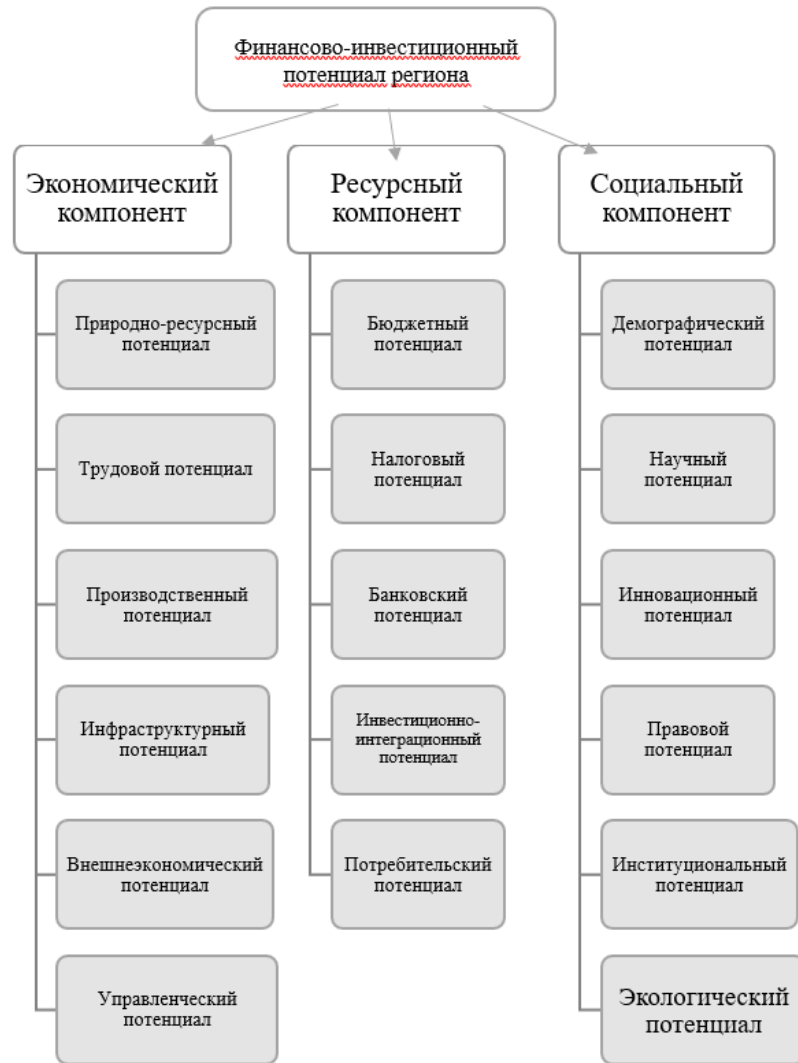 Финансово-инвестиционный
потенциал региона
Экономический
компонент
Природно-ресурсный
потенциал
Трудовой потенциал
Производственный
потенциал
Инфраструктурный
потенциал
Внешнеэкономический
потенциал
Управленческий
потенциал
Ресурсный
компонент
Бюджетный
потенциал
Налоговый
потенциал
Банковский
потенциал
Инвестиционно-
интеграционный
потенциал
Потребительский
потенциал
Социальный
компонент
Демографический
потенциал
Научный
потенциал
Инновационный
потенциал
Правовой
потенциал
Институциональный
потенциал
Экологический
потенциал